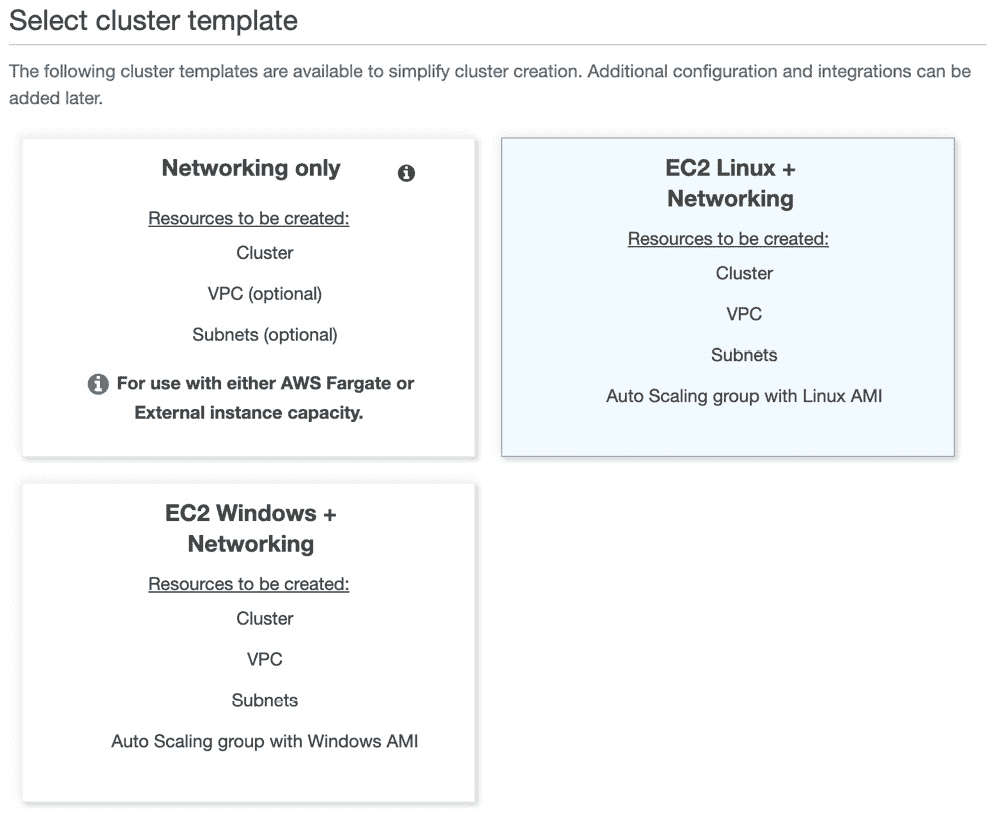 Select cluster template
The following cluster templates are available to simplify cluster creation. Additional configuration and integrations can be
added later.
Networking only
Resources to be created:
Cluster
VPC (optional)
Subnets (optional)
For use with either AWS Fargate or
External instance capacity.
EC2 Linux +
Networking
Resources to be created:
Cluster
VPC
Subnets
Auto Scaling group with Linux AMI
EC2 Windows +
Networking
Resources to be created:
Cluster
VPC
Subnets
Auto Scaling group with Windows AMI